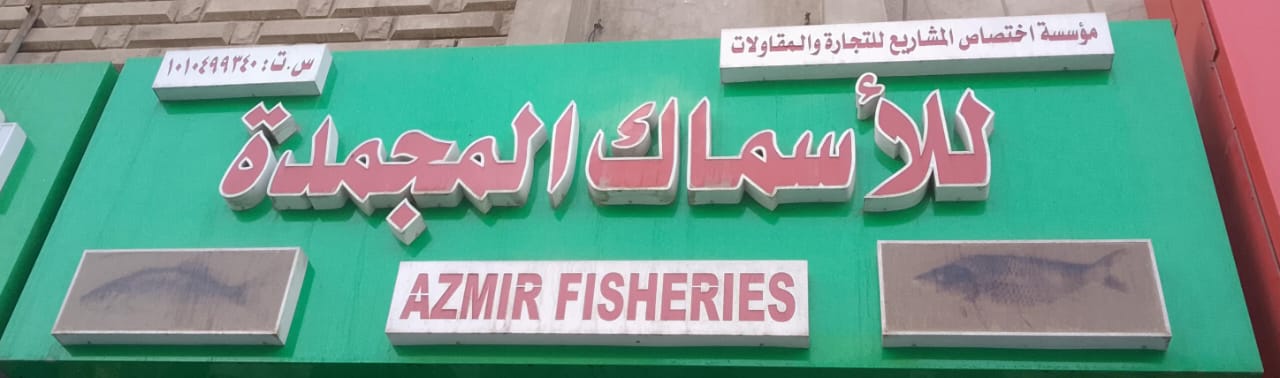 مؤسسة اختصاص المشاريع للتجارة والمقاولات
س.ت: ١٠١٠٤٩٩٣٤٠
للأسماك المجمدة
AZMIR FISHERIES